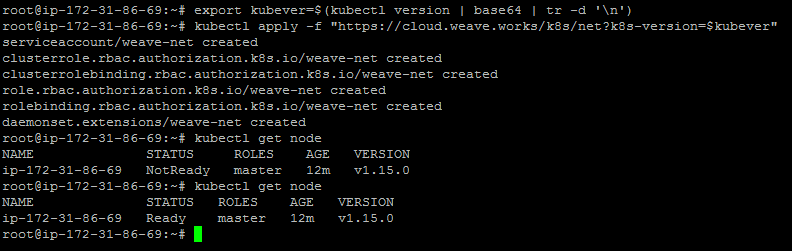 root@ip-172-31-86-69:~# export kubever=$(kubectl version | base64 | tr -d '\n')
root@ip-172-31-86-69:~# kubectl apply -f "https://cloud.weave.works/k8s/net?k8s-version=$kubever"
serviceaccount/weave-net created
clusterrole.rbac.authorization.k8s.io/weave-net created
clusterrolebinding.rbac.authorization.k8s.io/weave-net created
role.rbac.authorization.k8s.io/weave-net created
rolebinding.rbac.authorization.k8s.io/weave-net created
daemonset.extensions/weave-net created
root@ip-172-31-86-69:~# kubectl get node
NAME               STATUS     ROLES    AGE   VERSION
ip-172-31-86-69   NotReady   master   12m   v1.15.0
root@ip-172-31-86-69:~# kubectl get node
NAME               STATUS   ROLES    AGE   VERSION
ip-172-31-86-69   Ready    master   12m   v1.15.0
root@ip-172-31-86-69:~#